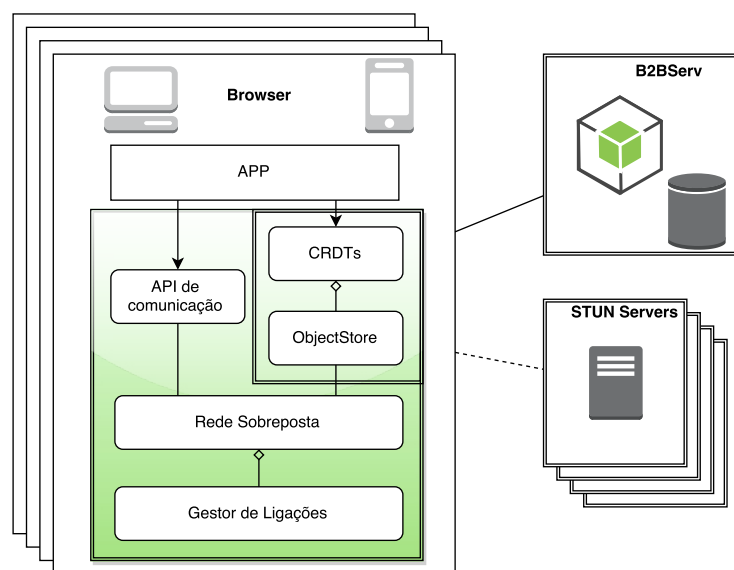 Browser
B2BServ
APP
CRDTs
API de
comunicação
ObjectStore
STUN Servers
Rede Sobreposta
Gestor de Ligações